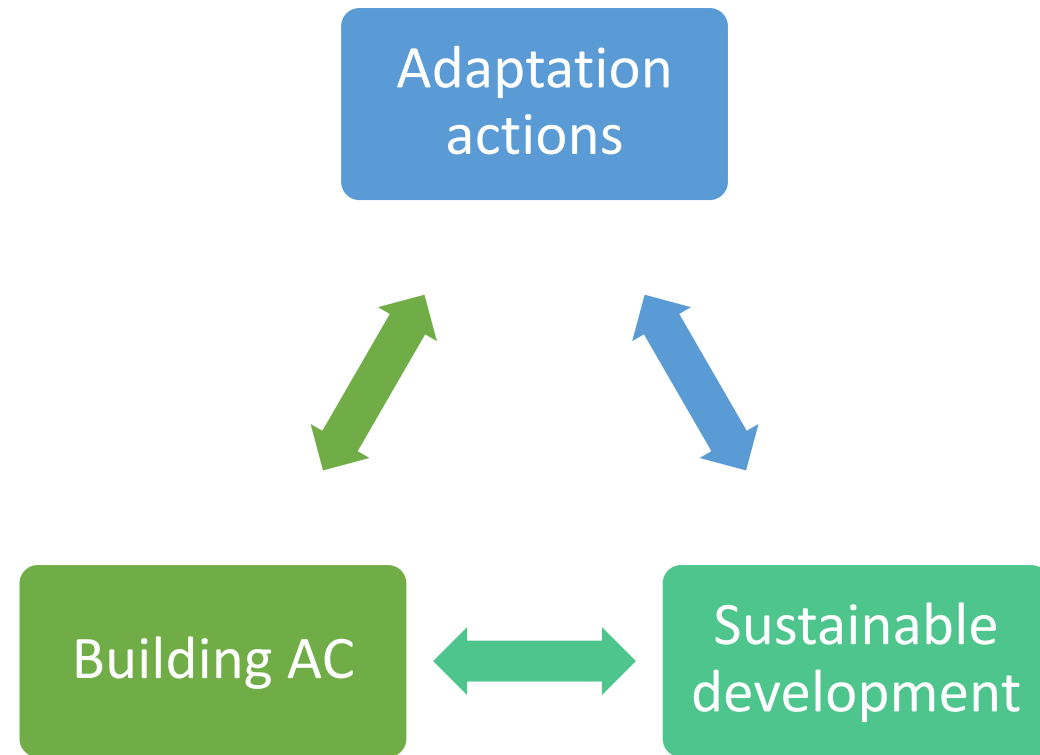 Adaptation
actions
Building AC
Sustainable
development